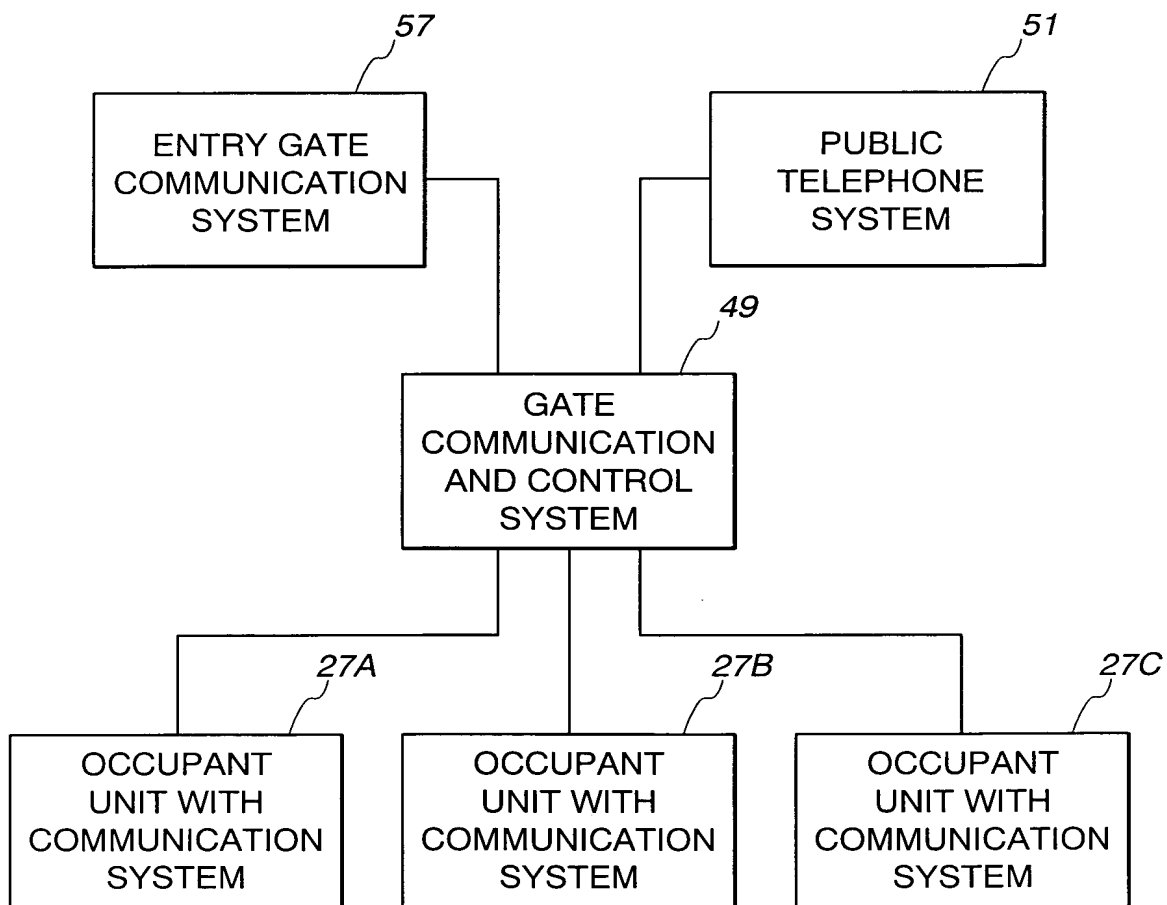 57
ENTRY GATE
COMMUNICATION
SYSTEM
51
PUBLIC
TELEPHONE
SYSTEM
49
GATE
COMMUNICATION
AND CONTROL
SYSTEM
27A
OCCUPANT
UNIT WITH
COMMUNICATION
SYSTEM
27B
OCCUPANT
UNIT WITH
COMMUNICATION
SYSTEM
27C
OCCUPANT
UNIT WITH
COMMUNICATION
SYSTEM